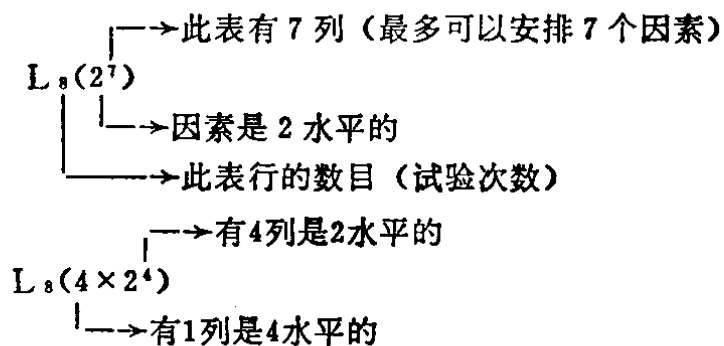 此表有 7 列（最多可以安排 7 个因素）
L₈(2⁷)
因素是 2 水平的
此表行的数目（试验次数）
有4列是2水平的
L₈(4×2⁴)
有1列是4水平的